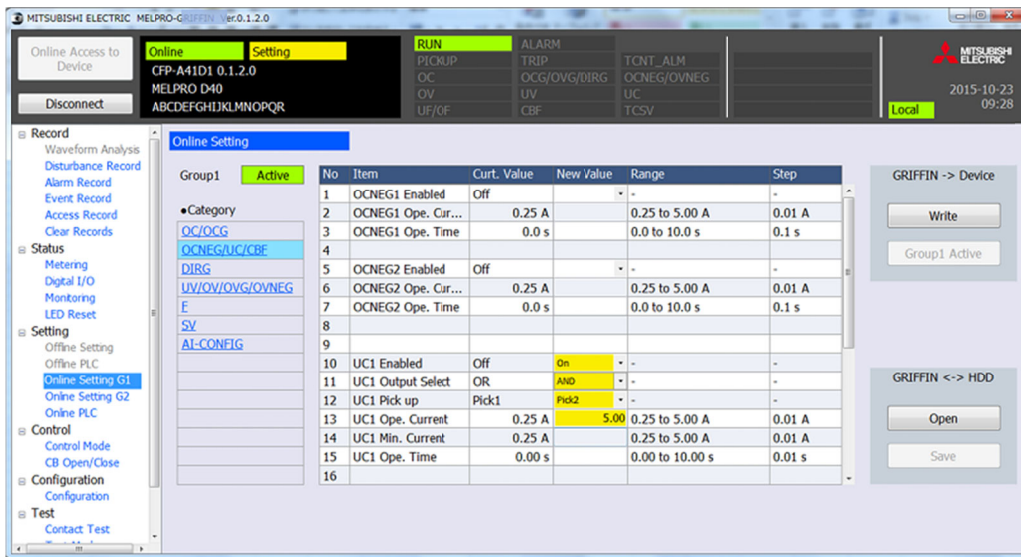 MITSUBISHI ELECTRIC MELPRO-GRIFFIN Ver.0.1.2.0
Online Access to Device
Disconnect
Online Setting
CFP-A41D1 0.1.2.0
MELPRO D40
ABCDEFGHIJKLMNOPQR
RUN ALARM
PICKUP TRIP TCNT_ALM
OC OCG/OVG/DIRG OCNEG/OVNEG
OV UV UC
UF/OF CBF TCSV
MITSUBISHI ELECTRIC
2015-10-23
09:28
Local
Record
Waveform Analysis
Disturbance Record
Alarm Record
Event Record
Access Record
Clear Records
Status
Metering
Digital I/O
Monitoring
LED Reset
Setting
Offline Setting
Offline PLC
Online Setting G1
Online Setting G2
Online PLC
Control
Control Mode
CB Open/Close
Configuration
Configuration
Test
Contact Test
Online Setting
Group1 Active
•Category
OC/OCG
OCNEG/UC/CBF
DIRG
UV/OV/OVG/OVNEG
F
SV
AI-CONFIG
No Item Curt. Value New Value Range Step
1 OCNEG1 Enabled Off - -
2 OCNEG1 Ope. Cur... 0.25 A 0.25 to 5.00 A 0.01 A
3 OCNEG1 Ope. Time 0.0 s 0.0 to 10.0 s 0.1 s
4
5 OCNEG2 Enabled Off - -
6 OCNEG2 Ope. Cur... 0.25 A 0.25 to 5.00 A 0.01 A
7 OCNEG2 Ope. Time 0.0 s 0.0 to 10.0 s 0.1 s
8
9
10 UC1 Enabled Off On - -
11 UC1 Output Select OR AND - -
12 UC1 Pick up Pick1 Pick2 - -
13 UC1 Ope. Current 0.25 A 5.00 0.25 to 5.00 A 0.01 A
14 UC1 Min. Current 0.25 A 0.25 to 5.00 A 0.01 A
15 UC1 Ope. Time 0.00 s 0.00 to 10.00 s 0.01 s
16
GRIFFIN -> Device
Write
Group1 Active
GRIFFIN <-> HDD
Open
Save